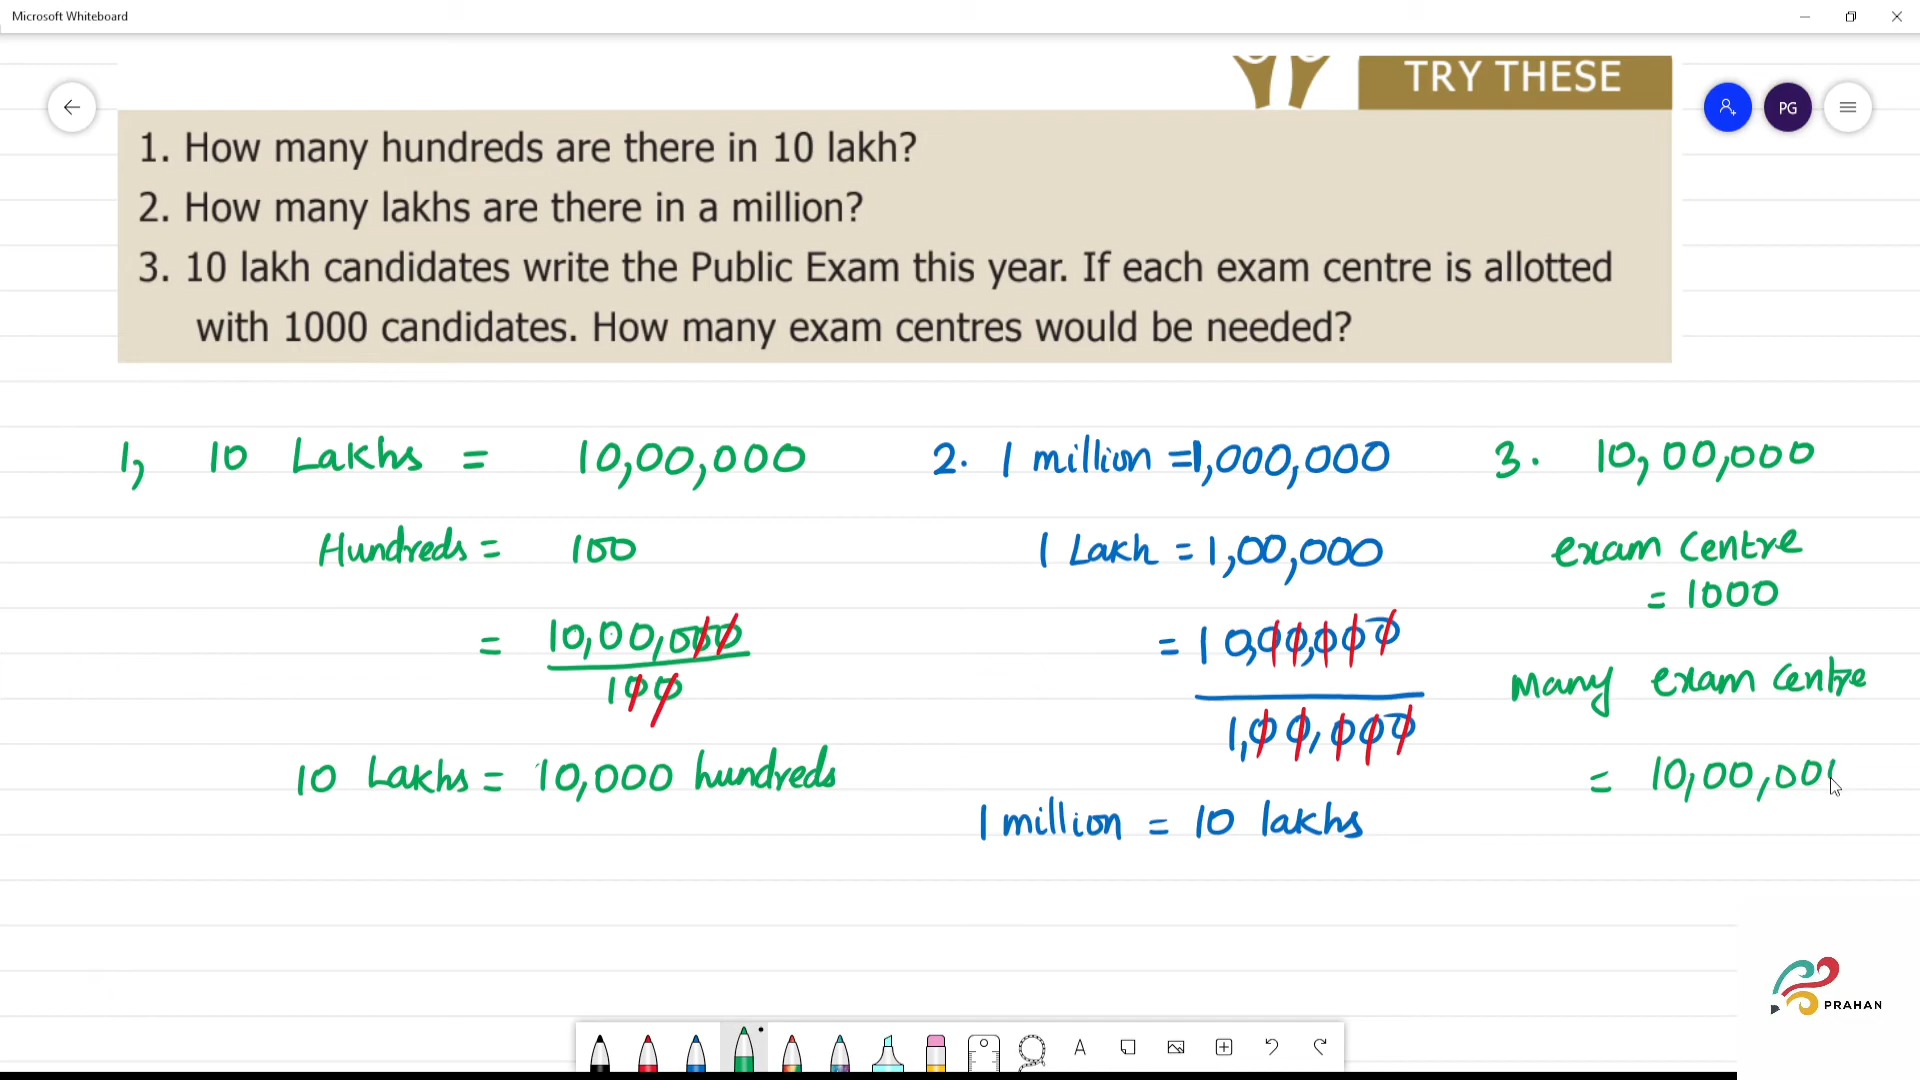 Microsoft Whiteboard
TRY THESE
PG
1. How many hundreds are there in 10 lakh?
2. How many lakhs are there in a million?
3. 10 lakh candidates write the Public Exam this year. If each exam centre is allotted
with 1000 candidates. How many exam centres would be needed?
1, 10 Lakhs = 10,00,000
Hundreds = 100
= 10,00,000
100
10 Lakhs = 10,000 hundreds
2. 1 million = 1,000,000
1 Lakh = 1,00,000
= 10,00,000
1,00,000
1 million = 10 lakhs
3. 10,00,000
exam centre
= 1000
Many exam centre
= 10,00,00
PRAHAN
A